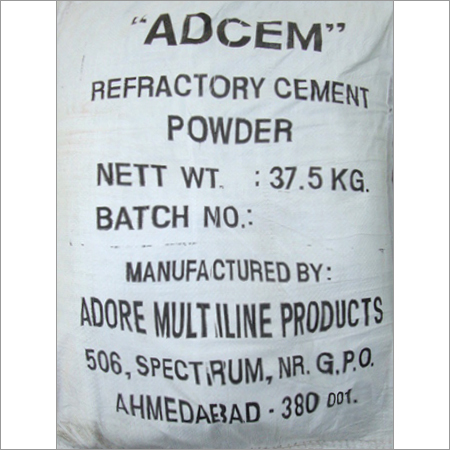 "ADCEM"
REFRACTORY CEMENT
POWDER
NETT WT. : 37.5 KG.
BATCH NO.:
MANUFACTURED BY:
ADORE MULTILINE PRODUCTS
506, SPECTRUM, NR. G.P.O.
AHMEDABAD - 380 001.